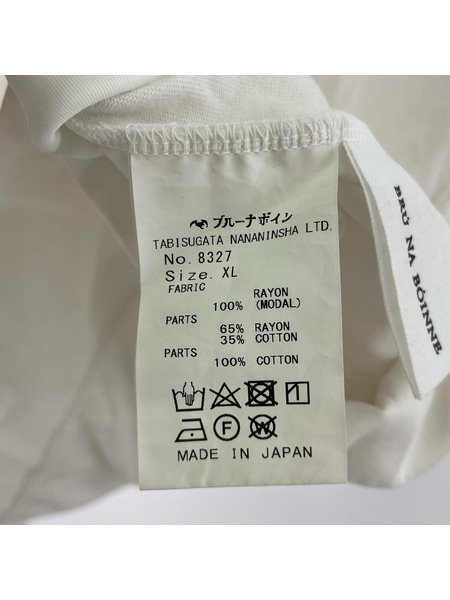 ブルーナボイン
TABISUGATA NANANINSHA LTD.
No. 8327
Size. XL
FABRIC
100% RAYON
(MODAL)
PARTS
65% RAYON
35% COTTON
PARTS
100% COTTON
F W
MADE IN JAPAN
BRÚ NA BÓINNE